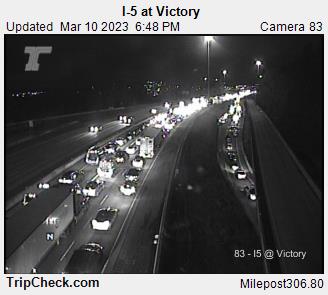 I-5 at Victory
Updated Mar 10 2023 6:48 PM Camera 83
T
83 - I5 @ Victory
TripCheck.com Milepost306.80